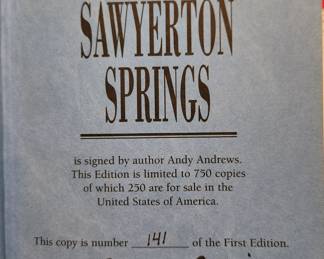 SAWYERTON
SPRINGS
is signed by author Andy Andrews.
This Edition is limited to 750 copies
of which 250 are for sale in the
United States of America.
This copy is number 141 of the First Edition.